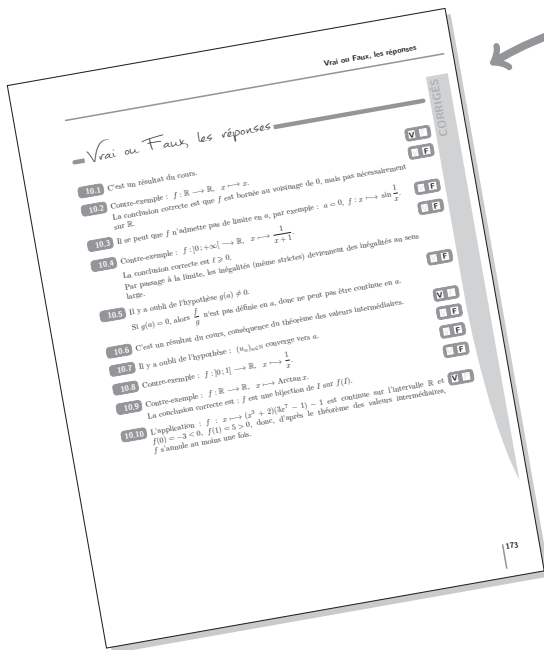 Vrai ou Faux, les réponses
CORRIGÉS
Vrai ou Faux, les réponses
10.1 C'est un résultat du cours. V
10.2 Contre-exemple : f : ℝ ⟶ ℝ, x ⟼ x. F
La conclusion correcte est que f est bornée au voisinage de 0, mais pas nécessairement
sur ℝ.
10.3 Il se peut que f n'admette pas de limite en a, par exemple : a = 0, f : x ⟼ sin 1/x. F
10.4 Contre-exemple : f : ]0 ; +∞[ ⟶ ℝ, x ⟼ 1/(x + 1). F
La conclusion correcte est ℓ ⩾ 0.
Par passage à la limite, les inégalités (même strictes) deviennent des inégalités au sens
large.
10.5 Il y a oubli de l'hypothèse g(a) ≠ 0. F
Si g(a) = 0, alors f/g n'est pas définie en a, donc ne peut pas être continue en a.
10.6 C'est un résultat du cours, conséquence du théorème des valeurs intermédiaires. V
10.7 Il y a oubli de l'hypothèse : (uₙ)ₙ∈ℕ converge vers a. F
10.8 Contre-exemple : f : ]0 ; 1] ⟶ ℝ, x ⟼ 1/x. F
10.9 Contre-exemple : f : ℝ ⟶ ℝ, x ⟼ Arctan x. F
La conclusion correcte est : f est une bijection de I sur f(I).
10.10 L'application : f : x ⟼ (x³ + 2)(3x⁷ − 1) − 1 est continue sur l'intervalle ℝ et V
f(0) = −3 < 0, f(1) = 5 > 0, donc, d'après le théorème des valeurs intermédiaires,
f s'annule au moins une fois.
173